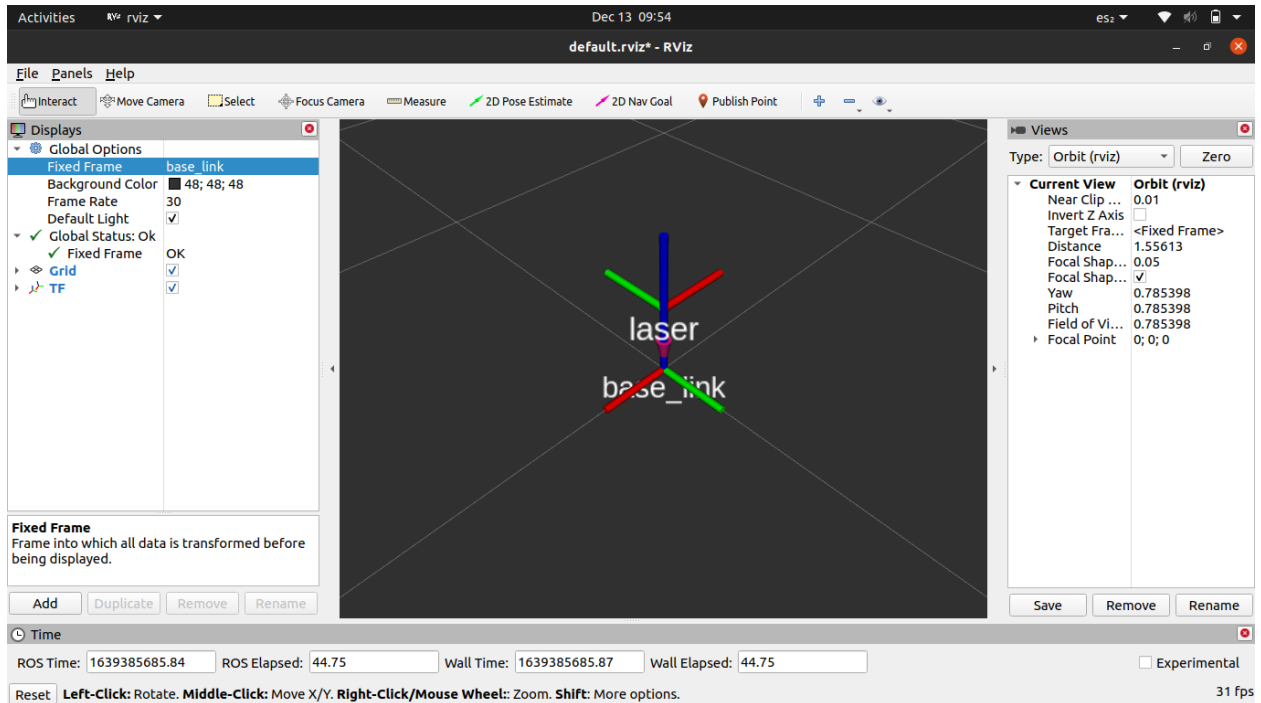 Activities RViz rviz Dec 13 09:54 es₂
default.rviz* - RViz
File Panels Help
Interact Move Camera Select Focus Camera Measure 2D Pose Estimate 2D Nav Goal Publish Point
Displays
Global Options
Fixed Frame base_link
Background Color 48; 48; 48
Frame Rate 30
Default Light
Global Status: Ok
Fixed Frame OK
Grid
TF
Fixed Frame
Frame into which all data is transformed before
being displayed.
Add Duplicate Remove Rename
laser
base_link
Views
Type: Orbit (rviz) Zero
Current View Orbit (rviz)
Near Clip ... 0.01
Invert Z Axis
Target Fra... <Fixed Frame>
Distance 1.55613
Focal Shap... 0.05
Focal Shap...
Yaw 0.785398
Pitch 0.785398
Field of Vi... 0.785398
Focal Point 0; 0; 0
Save Remove Rename
Time
ROS Time: 1639385685.84 ROS Elapsed: 44.75 Wall Time: 1639385685.87 Wall Elapsed: 44.75 Experimental
Reset Left-Click: Rotate. Middle-Click: Move X/Y. Right-Click/Mouse Wheel:: Zoom. Shift: More options. 31 fps